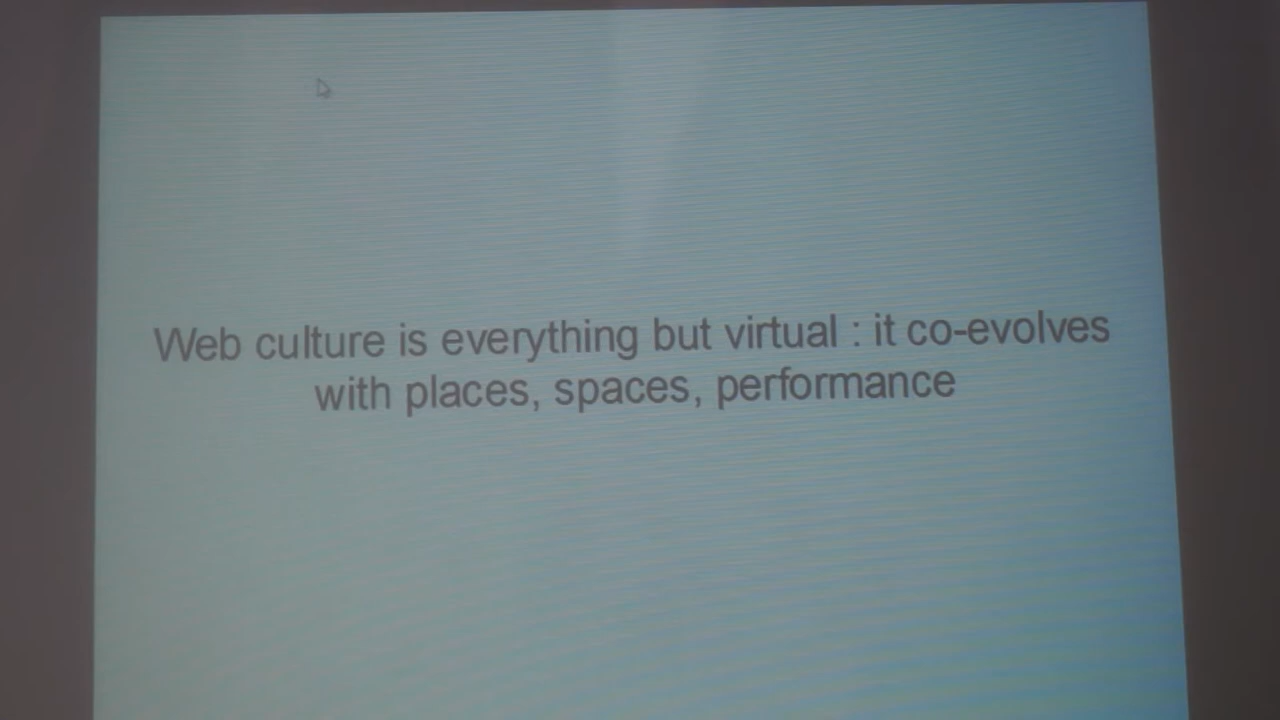 Web culture is everything but virtual : it co-evolves
with places, spaces, performance